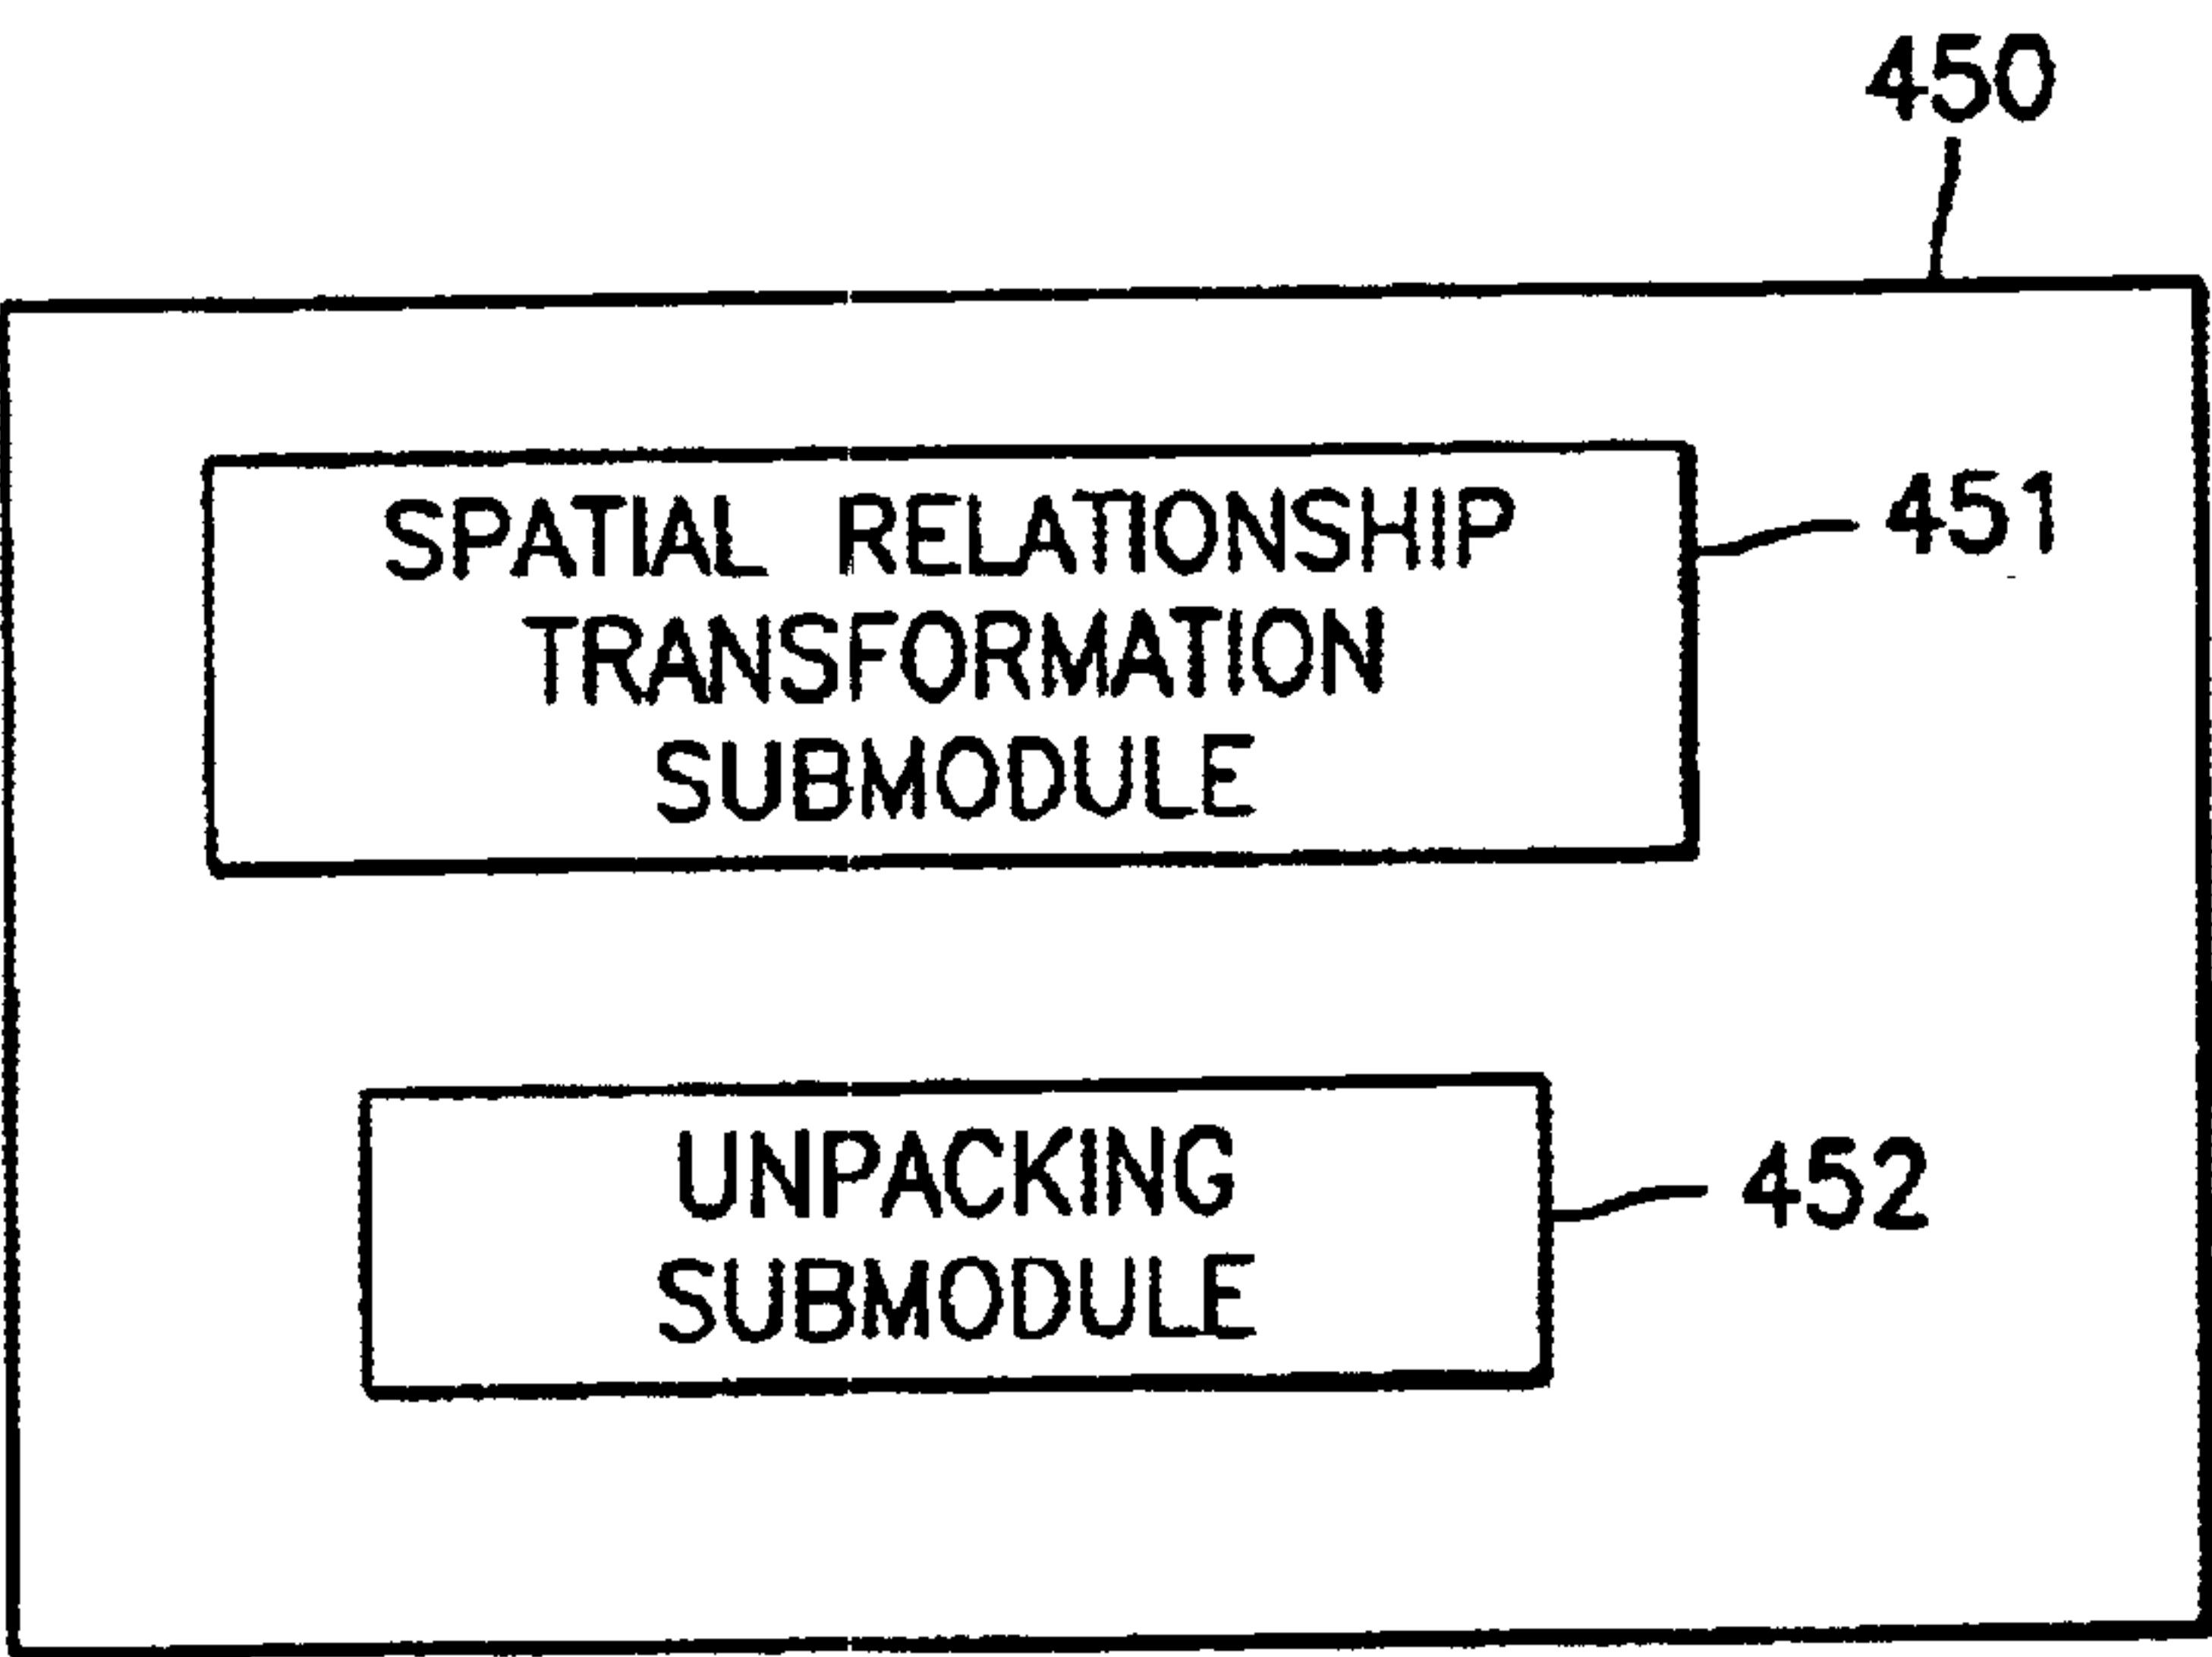 450
SPATIAL RELATIONSHIP
TRANSFORMATION
SUBMODULE
451
UNPACKING
SUBMODULE
452